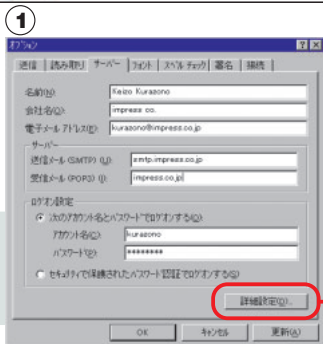 1
オプション
送信 読み取り サーバー フォント スペル チェック 署名 接続
名前(N): Keizo Kurazono
会社名(O): impress co.
電子メール アドレス(E): kurazono@impress.co.jp
サーバー
送信メール (SMTP) (U): smtp.impress.co.jp
受信メール (POP3) (I): impress.co.jp
ログオン設定
次のアカウント名とパスワードでログオンする(G):
アカウント名(C): kurazono
パスワード(P): ********
セキュリティで保護されたパスワード認証でログオンする(S)
詳細設定(D)...
OK キャンセル 更新(A)